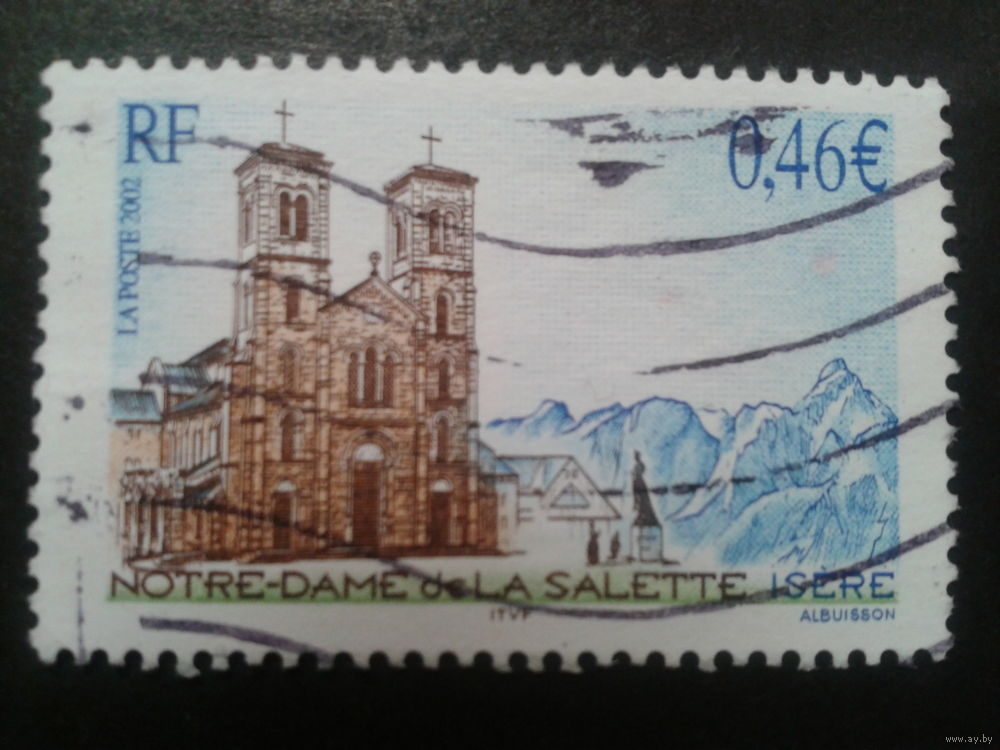 RF
0,46€
LA POSTE 2002
NOTRE-DAME de LA SALETTE ISÈRE
ITVF
ALBUISSON
www.ay.by